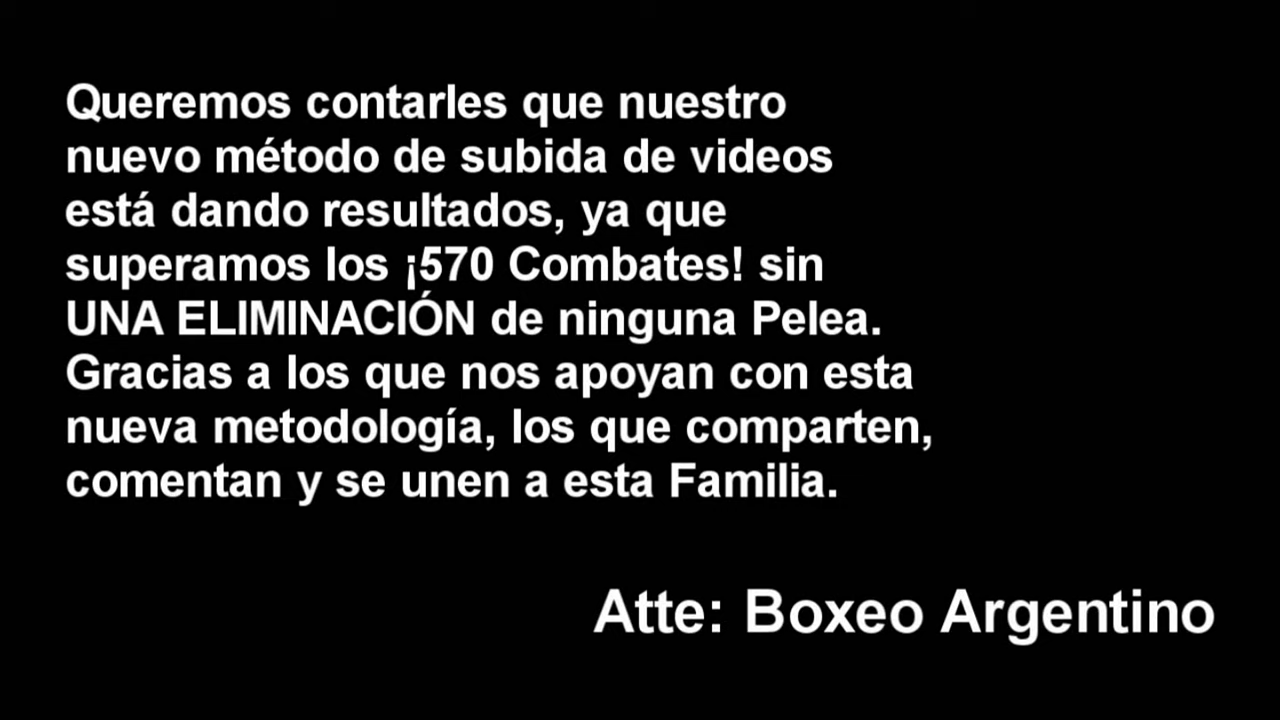 Queremos contarles que nuestro
nuevo método de subida de videos
está dando resultados, ya que
superamos los ¡570 Combates! sin
UNA ELIMINACIÓN de ninguna Pelea.
Gracias a los que nos apoyan con esta
nueva metodología, los que comparten,
comentan y se unen a esta Familia.
Atte: Boxeo Argentino